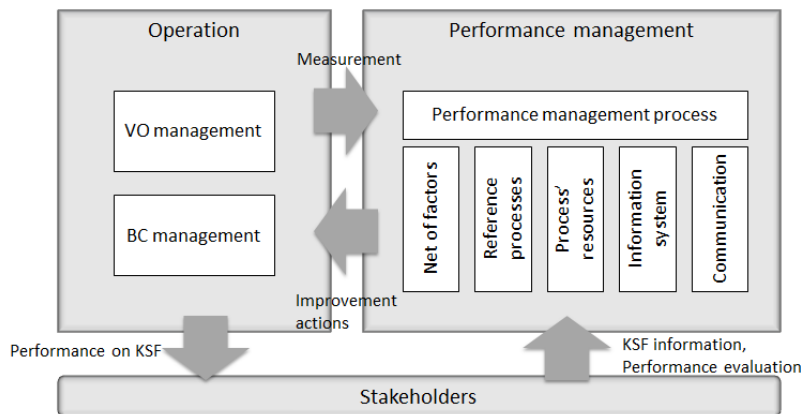 Operation
Performance management
Measurement
VO management
BC management
Performance management process
Net of factors
Reference
processes
Process'
resources
Information
system
Communication
Improvement
actions
Performance on KSF
KSF information,
Performance evaluation
Stakeholders